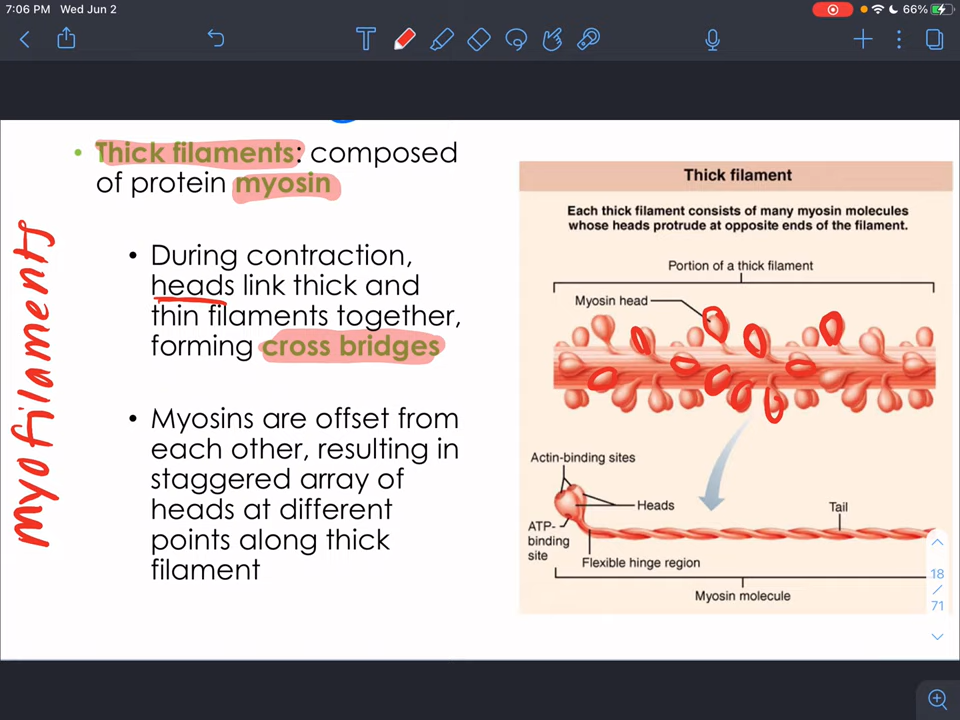 7:06 PM Wed Jun 2
66%
• Thick filaments: composed
of protein myosin
• During contraction,
heads link thick and
thin filaments together,
forming cross bridges
• Myosins are offset from
each other, resulting in
staggered array of
heads at different
points along thick
filament
myofilaments
Thick filament
Each thick filament consists of many myosin molecules
whose heads protrude at opposite ends of the filament.
Portion of a thick filament
Myosin head
Actin-binding sites
Heads
Tail
ATP-
binding
site
Flexible hinge region
Myosin molecule
18
/
71